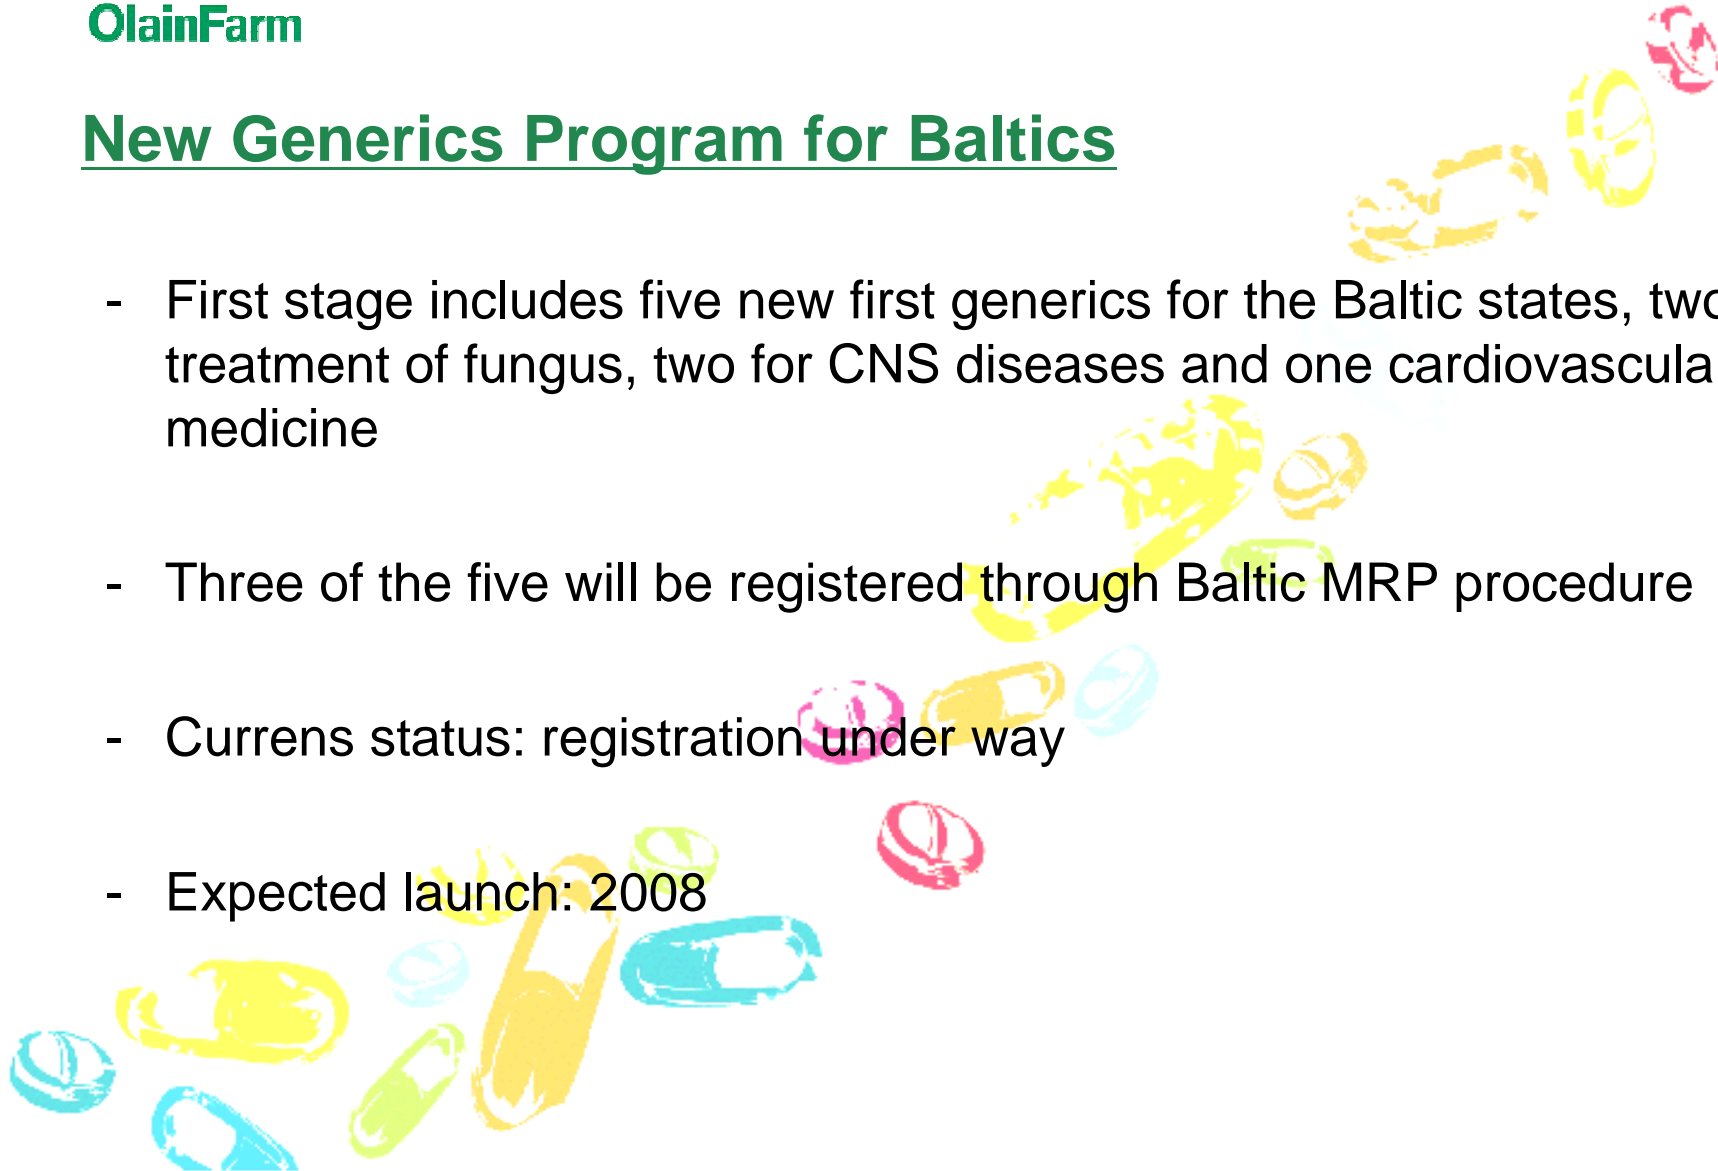 OlainFarm
New Generics Program for Baltics
- First stage includes five new first generics for the Baltic states, two
treatment of fungus, two for CNS diseases and one cardiovascula
medicine
- Three of the five will be registered through Baltic MRP procedure
- Currens status: registration under way
- Expected launch: 2008